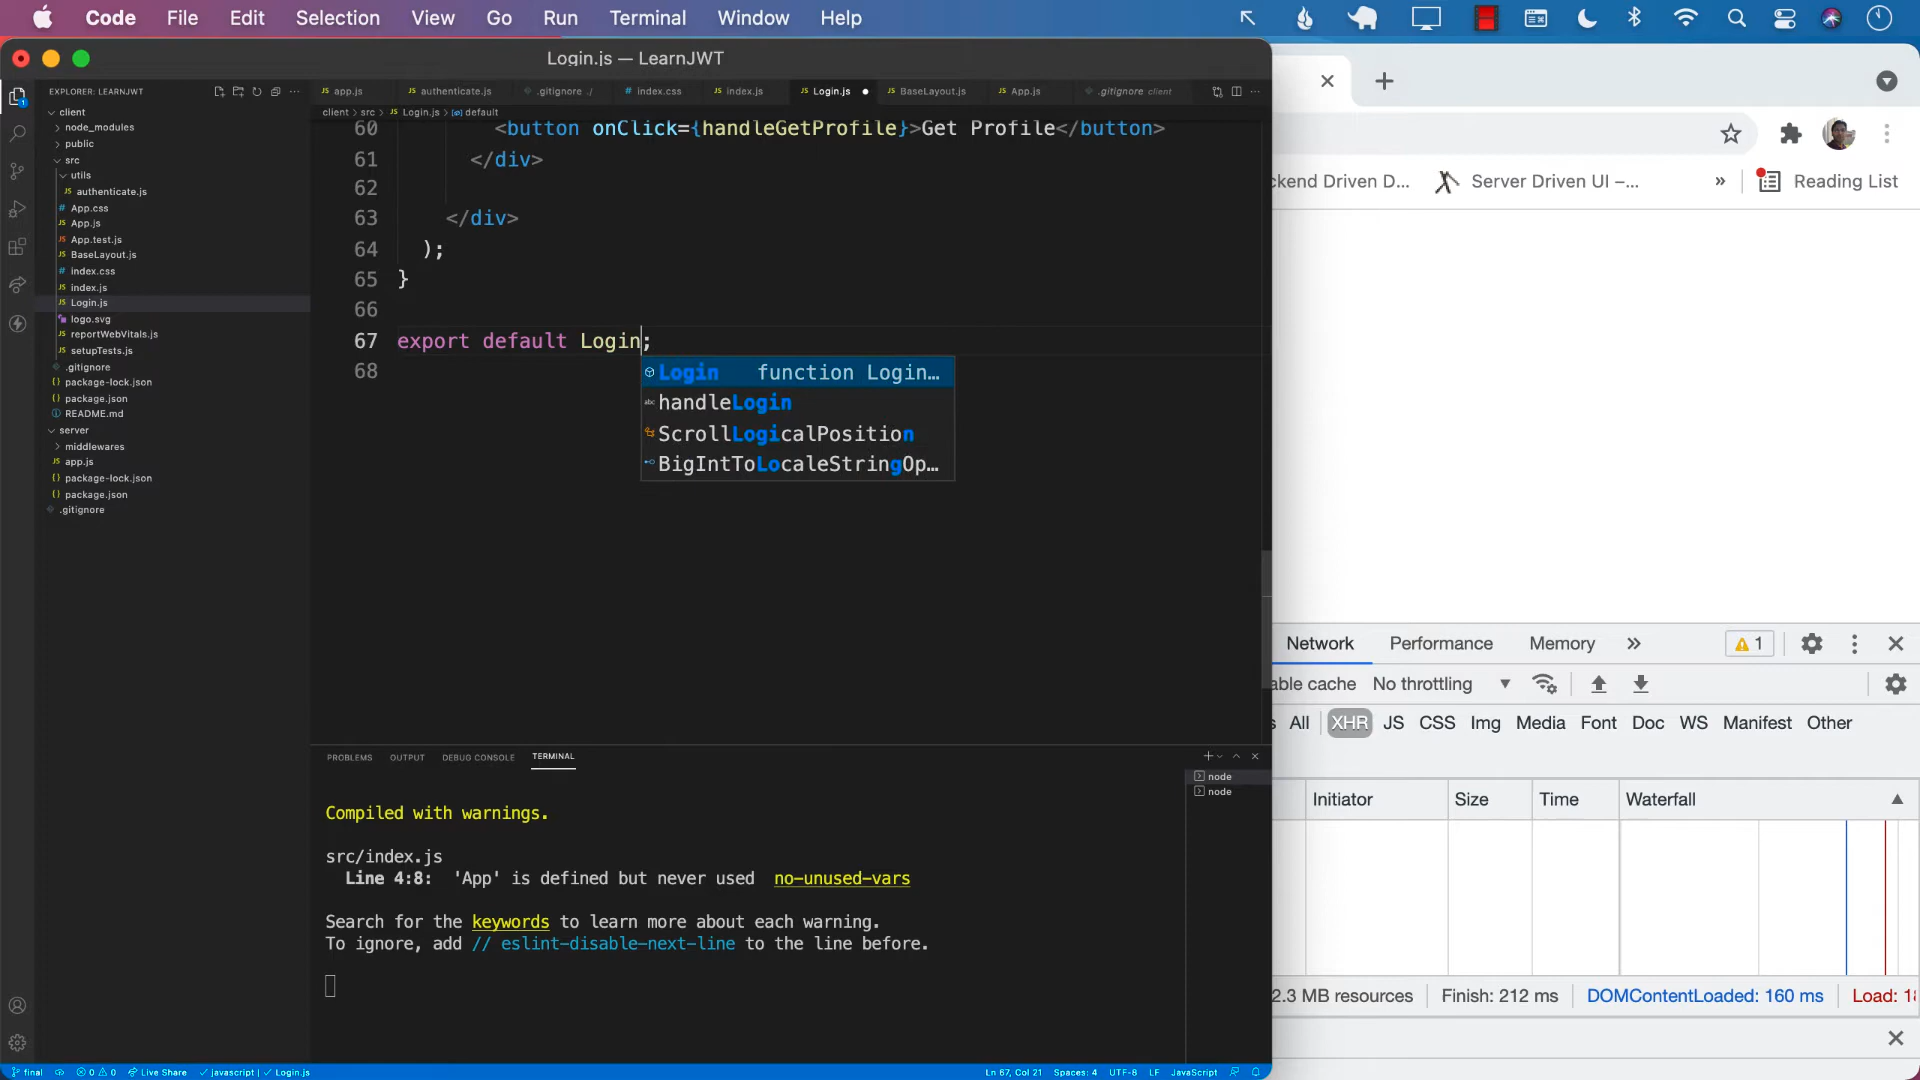 Code File Edit Selection View Go Run Terminal Window Help
Login.js — LearnJWT
EXPLORER: LEARNJWT
client
node_modules
public
src
utils
authenticate.js
App.css
App.js
App.test.js
BaseLayout.js
index.css
index.js
Login.js
logo.svg
reportWebVitals.js
setupTests.js
.gitignore
package-lock.json
package.json
README.md
server
middlewares
app.js
package-lock.json
package.json
.gitignore
app.js authenticate.js .gitignore ./ index.css index.js Login.js BaseLayout.js App.js .gitignore client
client > src > Login.js > default
60 <button onClick={handleGetProfile}>Get Profile</button>
61 </div>
62
63 </div>
64 );
65 }
66
67 export default Login;
68
Login function Login…
handleLogin
ScrollLogicalPosition
BigIntToLocaleStringOp…
PROBLEMS OUTPUT DEBUG CONSOLE TERMINAL
node
node
Compiled with warnings.
src/index.js
Line 4:8: 'App' is defined but never used no-unused-vars
Search for the keywords to learn more about each warning.
To ignore, add // eslint-disable-next-line to the line before.
final 0 0 Live Share javascript | Login.js Ln 67, Col 21 Spaces: 4 UTF-8 LF JavaScript
ckend Driven D... Server Driven UI –... » Reading List
Network Performance Memory » 1
able cache No throttling
s All XHR JS CSS Img Media Font Doc WS Manifest Other
Initiator Size Time Waterfall
2.3 MB resources Finish: 212 ms DOMContentLoaded: 160 ms Load: 18